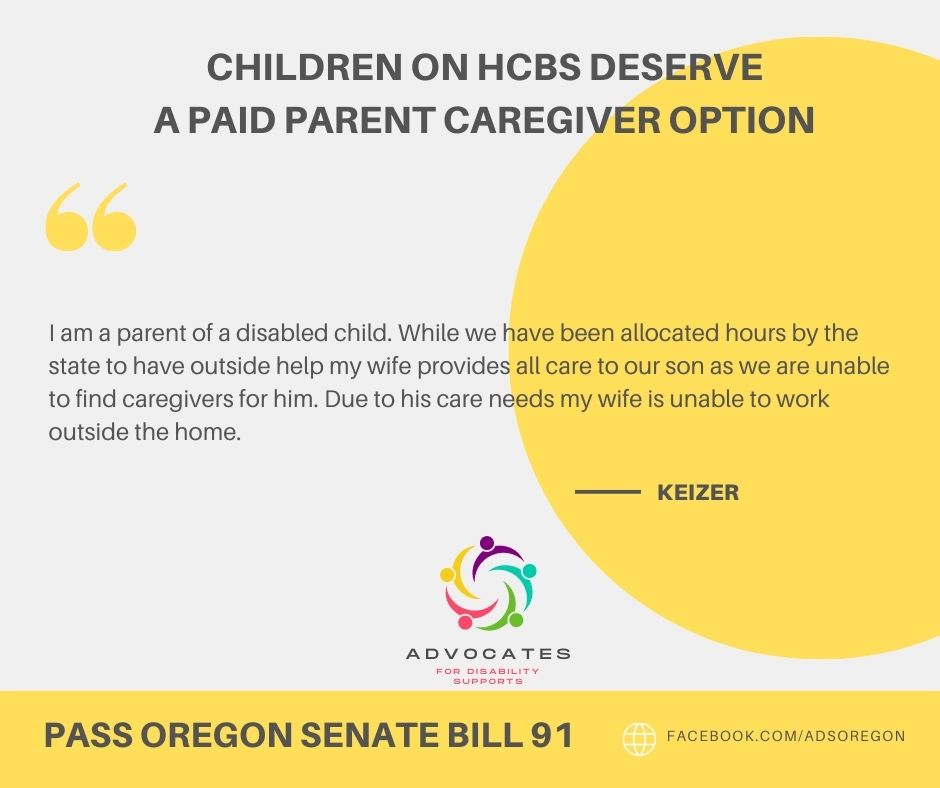 CHILDREN ON HCBS DESERVE
A PAID PARENT CAREGIVER OPTION
I am a parent of a disabled child. While we have been allocated hours by the
state to have outside help my wife provides all care to our son as we are unable
to find caregivers for him. Due to his care needs my wife is unable to work
outside the home.
KEIZER
ADVOCATES
FOR DISABILITY
SUPPORTS
PASS OREGON SENATE BILL 91
FACEBOOK.COM/ADSOREGON